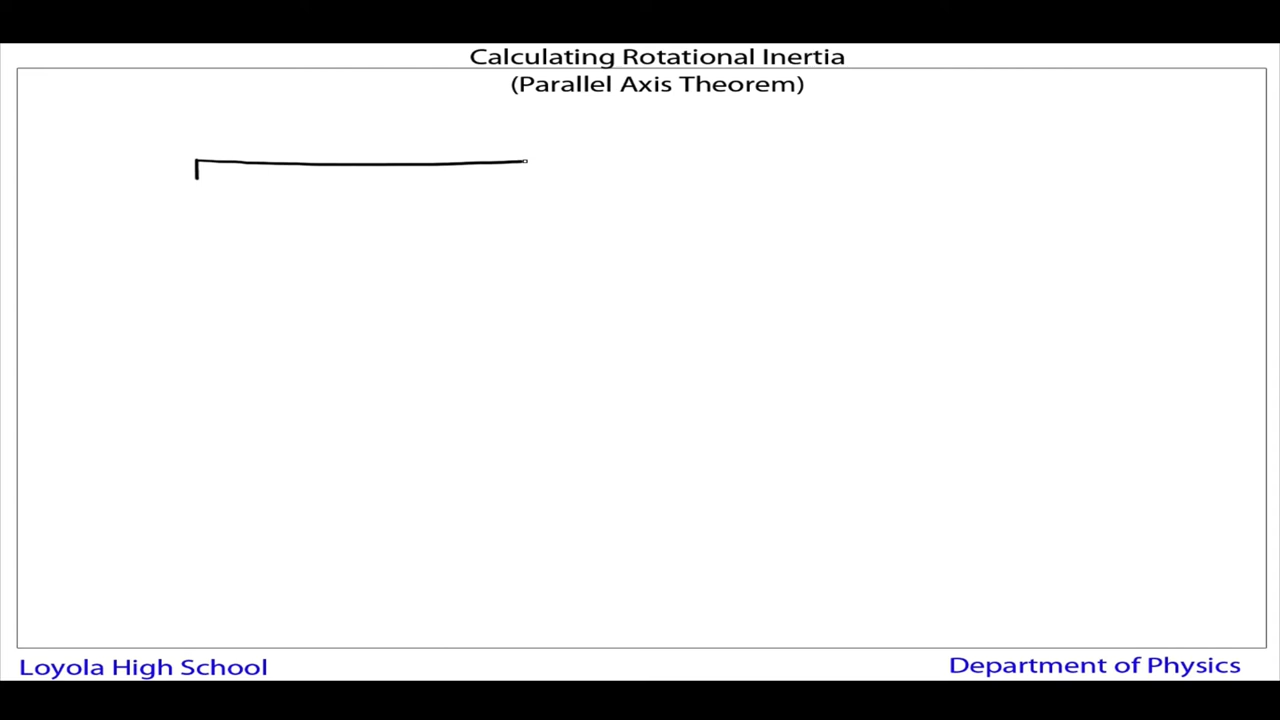 Calculating Rotational Inertia
(Parallel Axis Theorem)
Loyola High School
Department of Physics